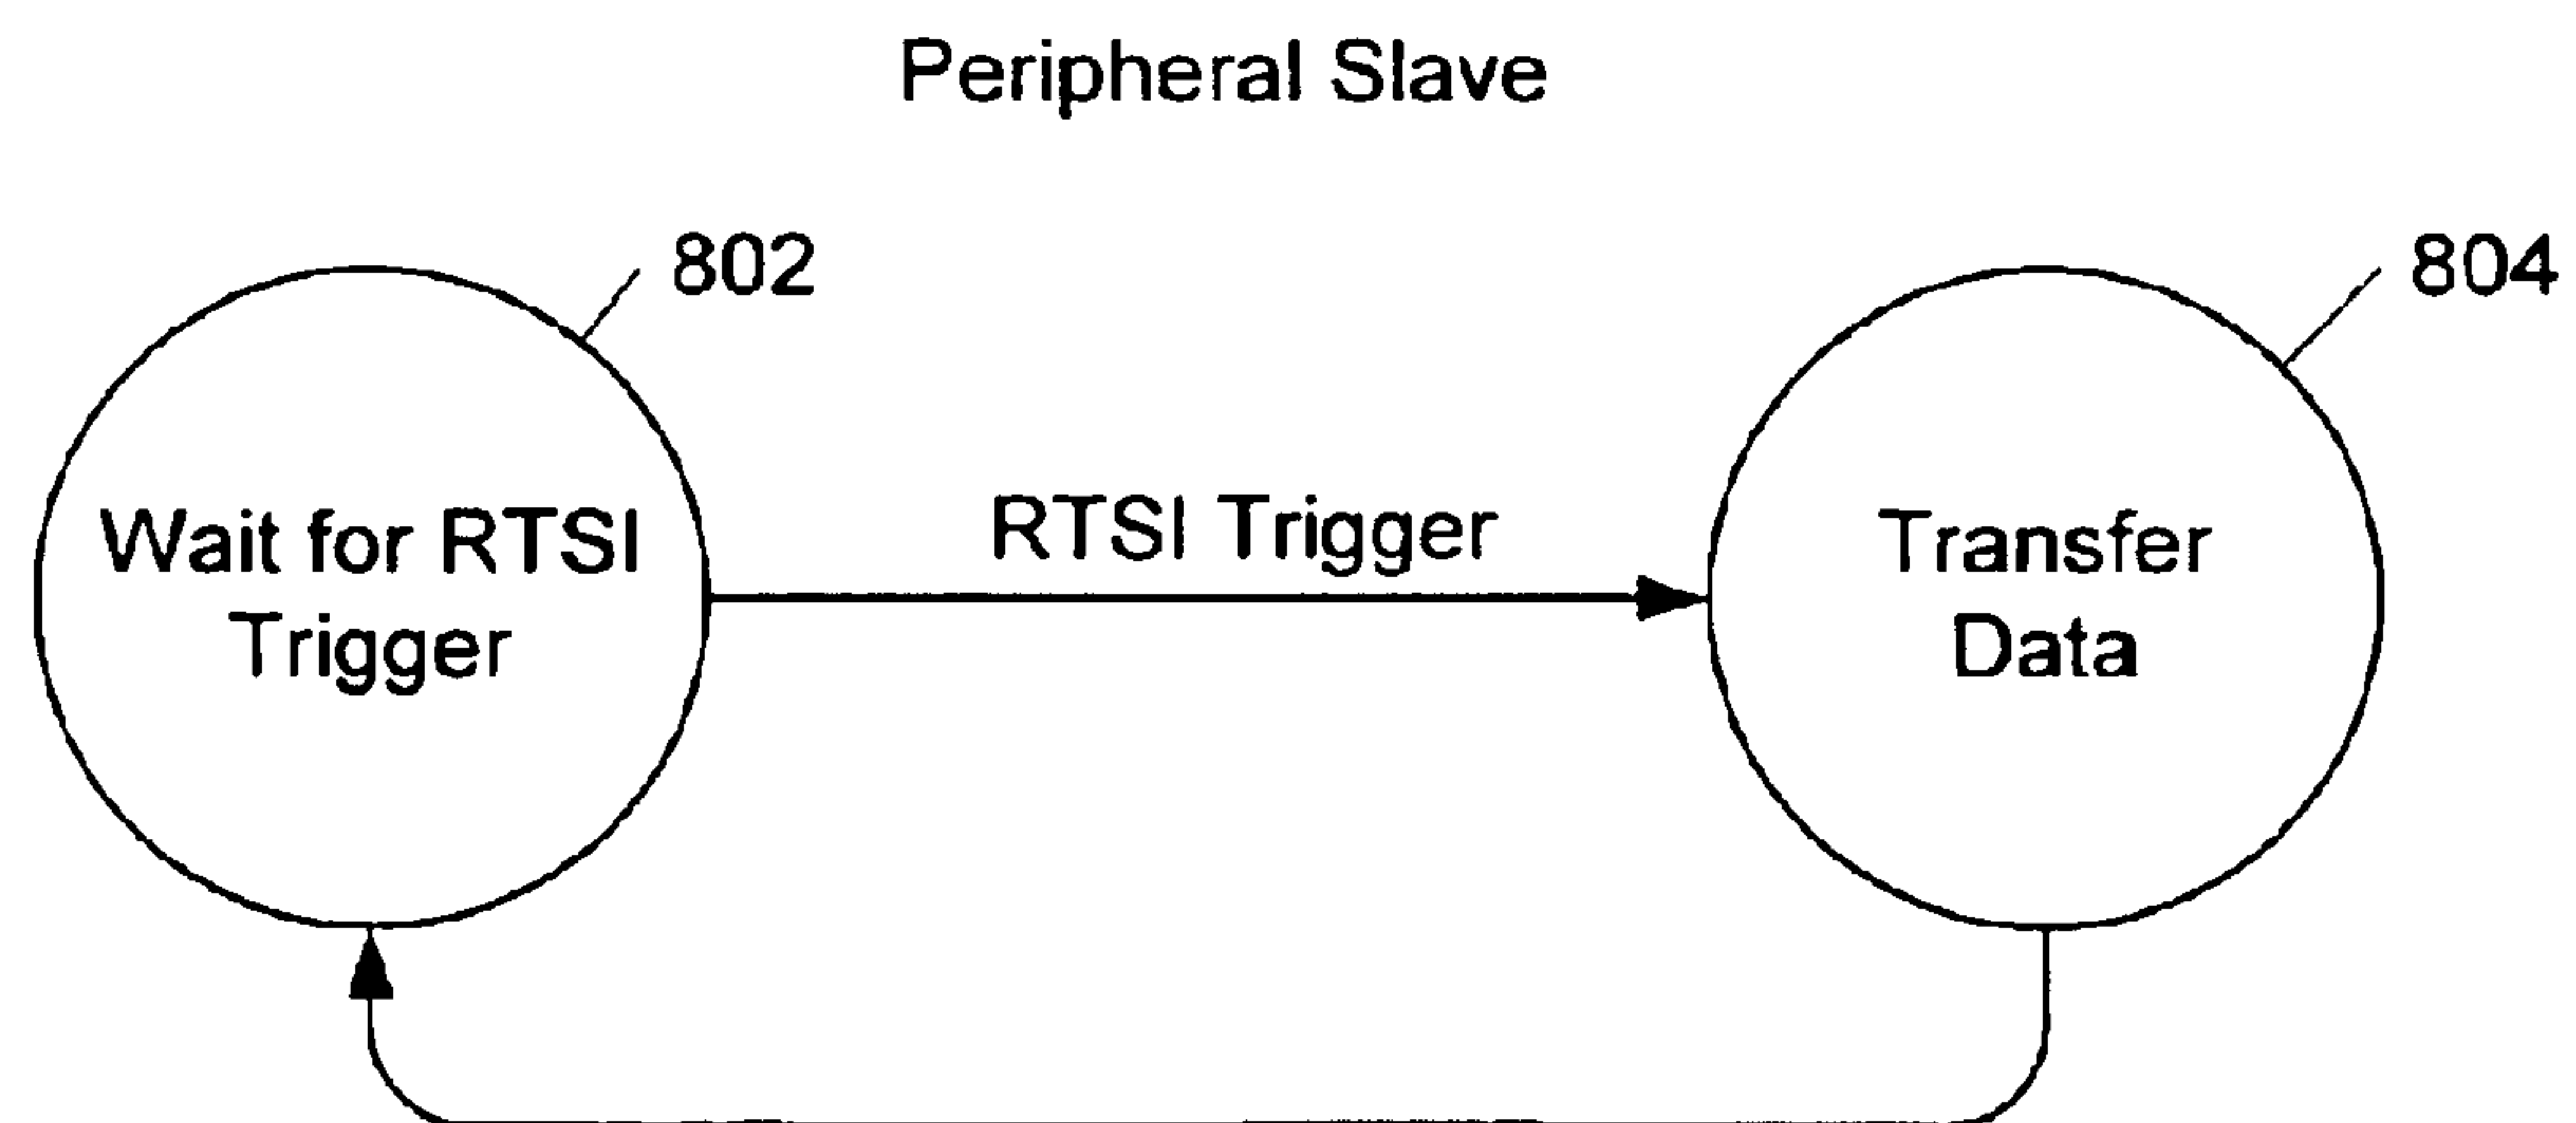 Peripheral Slave
802
804
Wait for RTSI
Trigger
RTSI Trigger
Transfer
Data